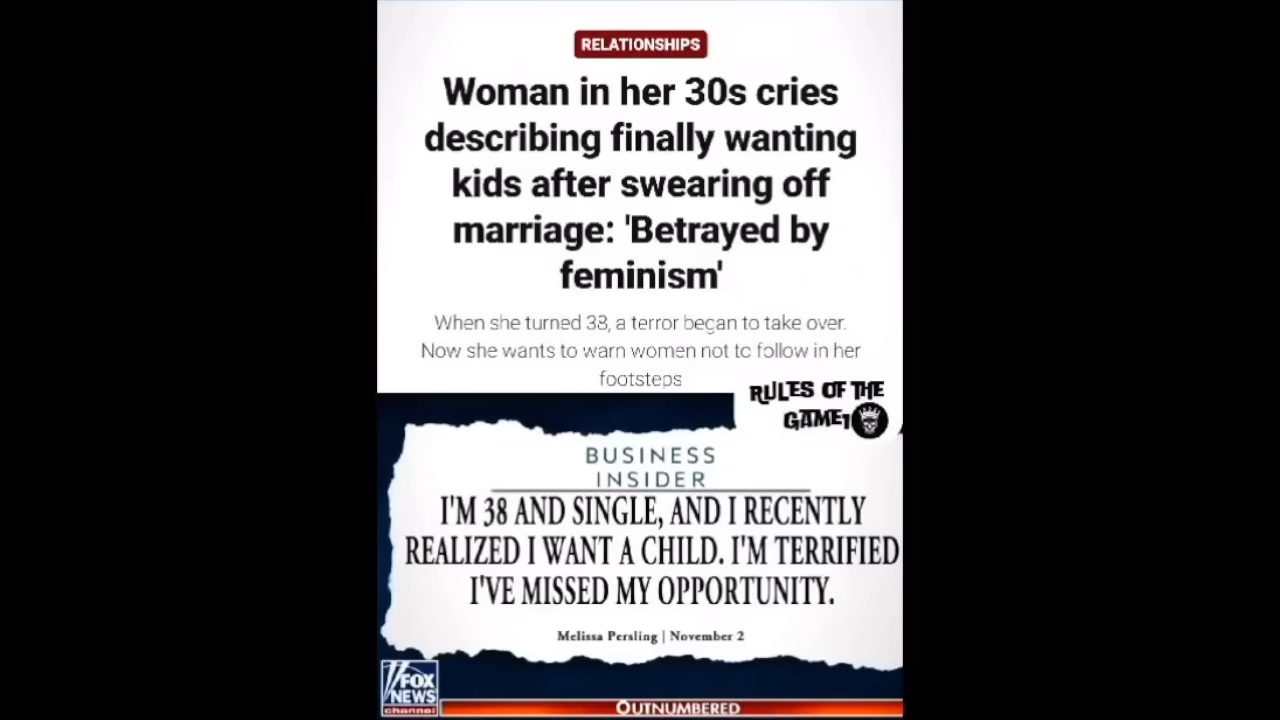 RELATIONSHIPS
Woman in her 30s cries
describing finally wanting
kids after swearing off
marriage: 'Betrayed by
feminism'
When she turned 38, a terror began to take over.
Now she wants to warn women not to follow in her
footsteps
RULES OF THE
GAME1
BUSINESS
INSIDER
I'M 38 AND SINGLE, AND I RECENTLY
REALIZED I WANT A CHILD. I'M TERRIFIED
I'VE MISSED MY OPPORTUNITY.
Melissa Persling | November 2
FOX
NEWS
channel
OUTNUMBERED